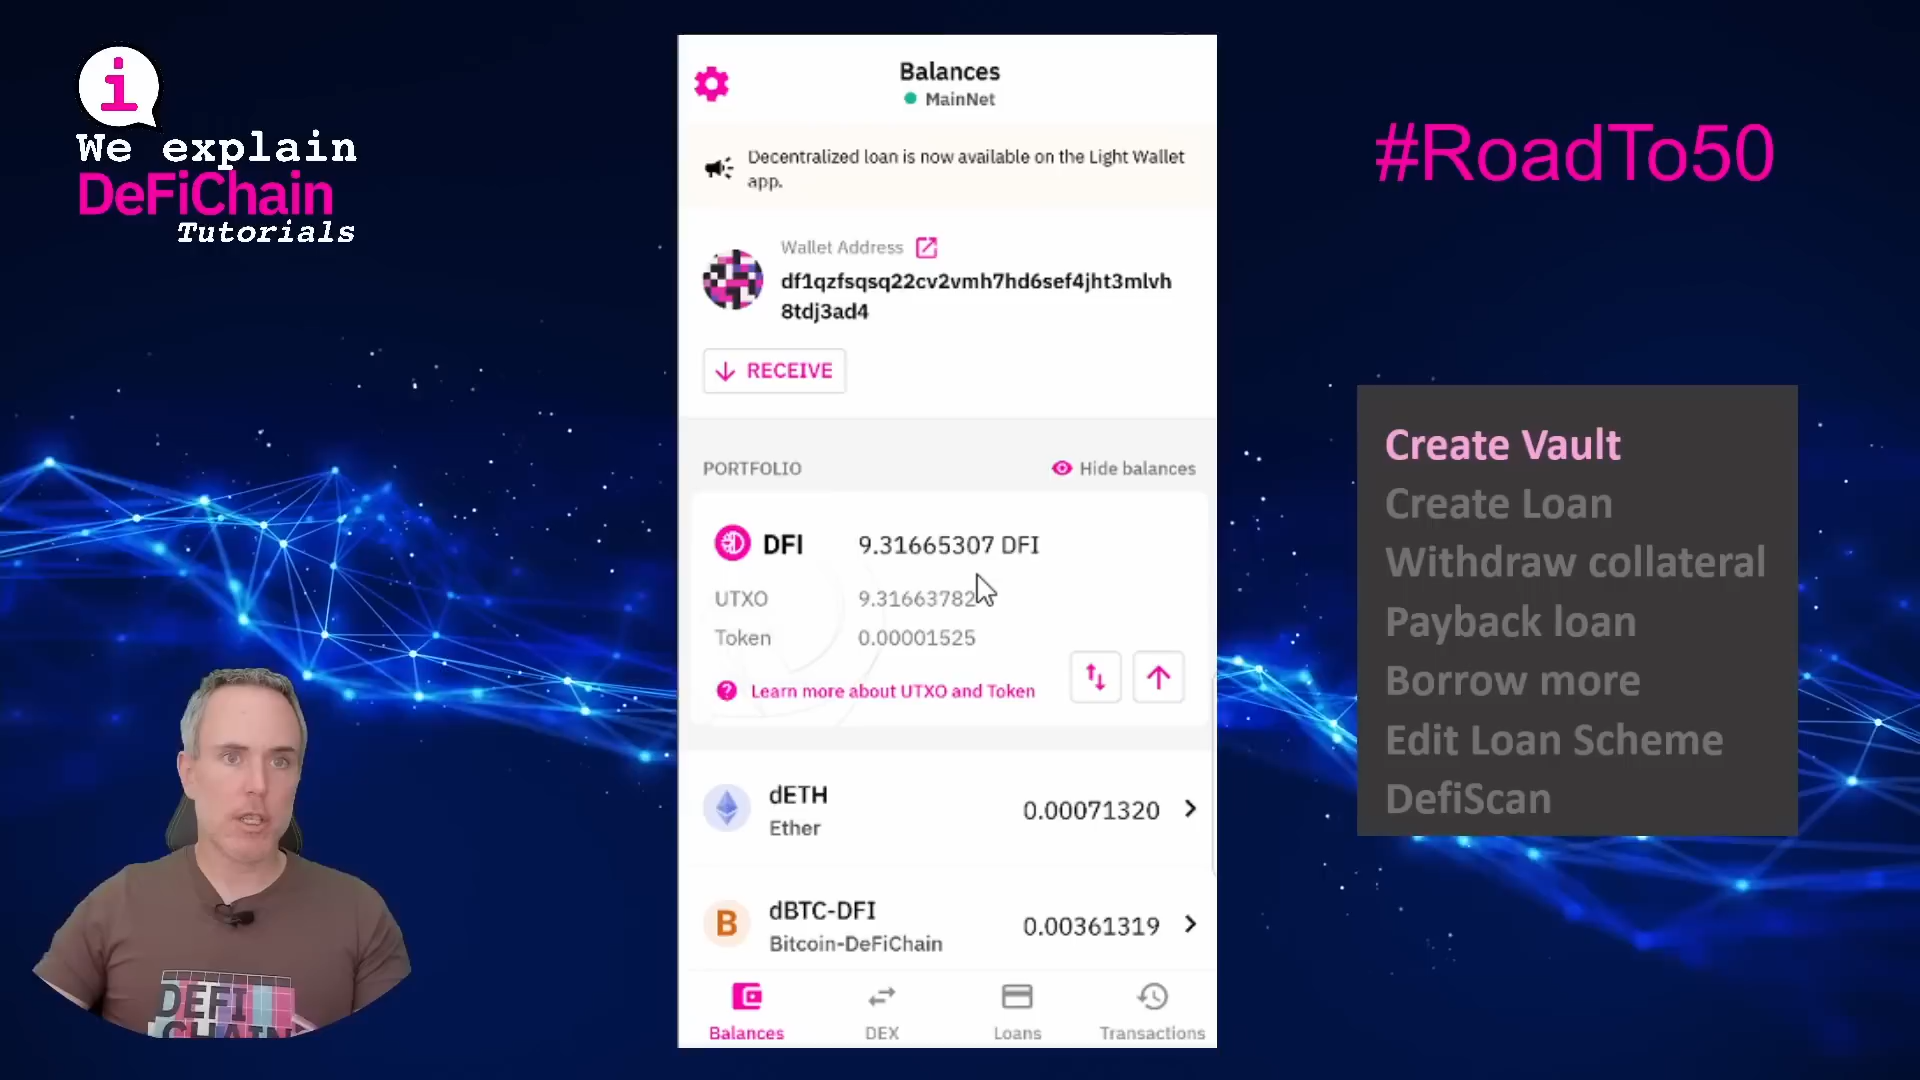 i
We explain
DeFiChain
Tutorials
Balances
MainNet
Decentralized loan is now available on the Light Wallet
app.
Wallet Address
df1qzfsqsq22cv2vmh7hd6sef4jht3mlvh
8tdj3ad4
RECEIVE
PORTFOLIO
Hide balances
DFI 9.31665307 DFI
UTXO 9.31663782
Token 0.00001525
? Learn more about UTXO and Token
dETH
Ether
0.00071320
B
dBTC-DFI
Bitcoin-DeFiChain
0.00361319
Balances
DEX
Loans
Transactions
#RoadTo50
Create Vault
Create Loan
Withdraw collateral
Payback loan
Borrow more
Edit Loan Scheme
DefiScan
DEFI
CHAIN